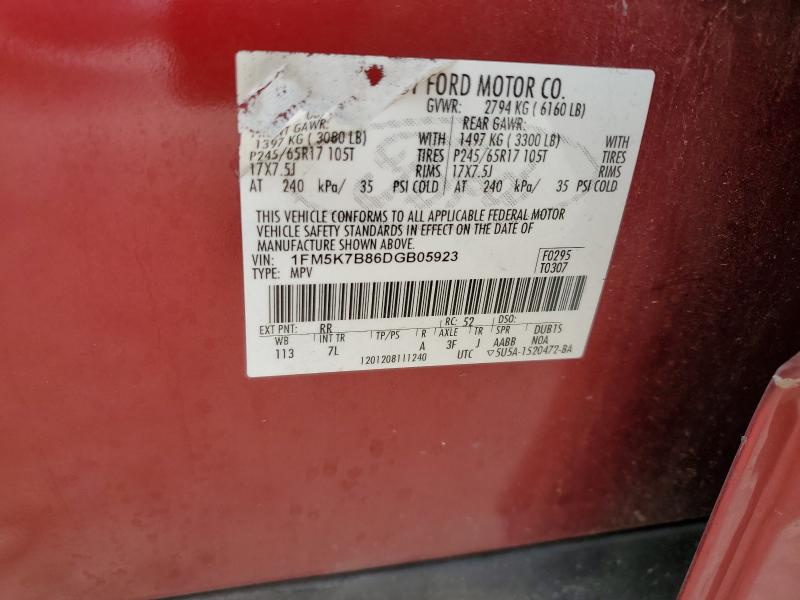 BY FORD MOTOR CO.
GVWR: 2794 KG ( 6160 LB)
GAWR: REAR GAWR:
1397 KG (3080 LB) WITH 1497 KG ( 3300 LB) WITH
P245/65R17 105T TIRES P245/65R17 105T TIRES
17X7.5J RIMS 17X7.5J RIMS
AT 240 kPa/ 35 PSI COLD AT 240 kPa/ 35 PSI COLD
THIS VEHICLE CONFORMS TO ALL APPLICABLE FEDERAL MOTOR
VEHICLE SAFETY STANDARDS IN EFFECT ON THE DATE OF
MANUFACTURE SHOWN ABOVE.
VIN: 1FM5K7B86DGB05923 F0295
TYPE: MPV T0307
EXT PNT: RR RC: 52 DSO:
WB INT TR TP/PS R AXLE TR SPR DUB15
113 7L A 3F J AABB NOA
1201208111240 UTC ▽5U5A-1520472-BA